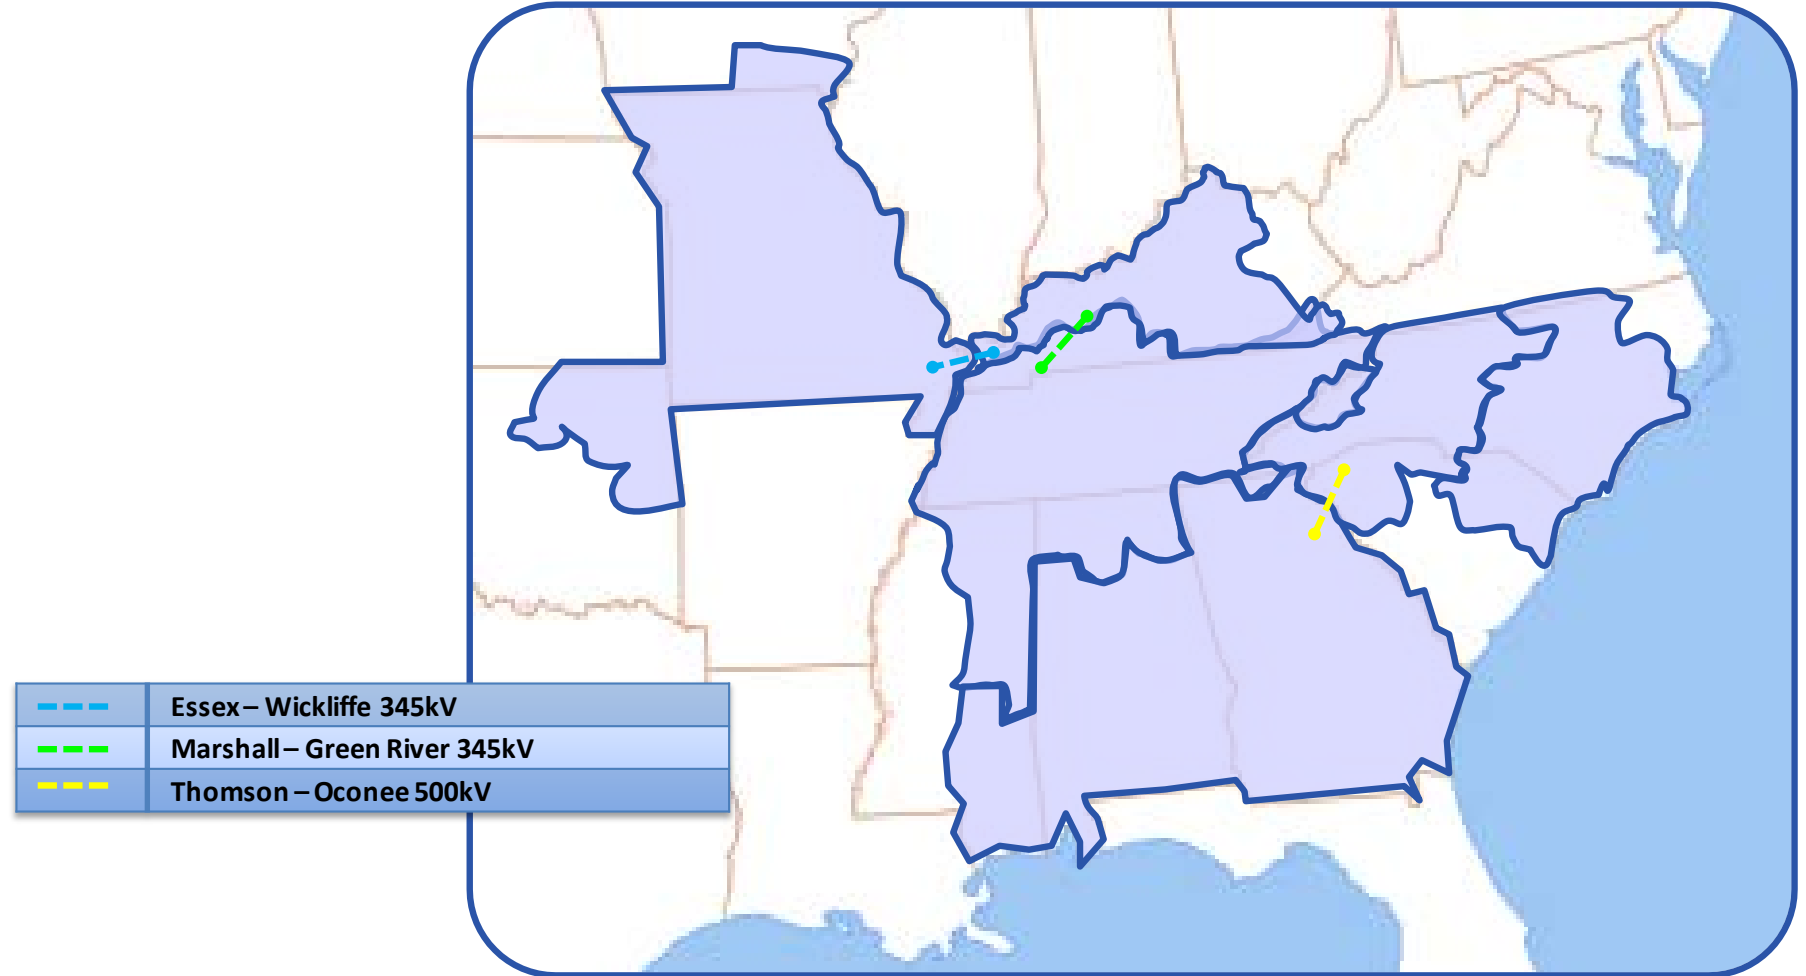 Essex – Wickliffe 345kV
Marshall – Green River 345kV
Thomson – Oconee 500kV